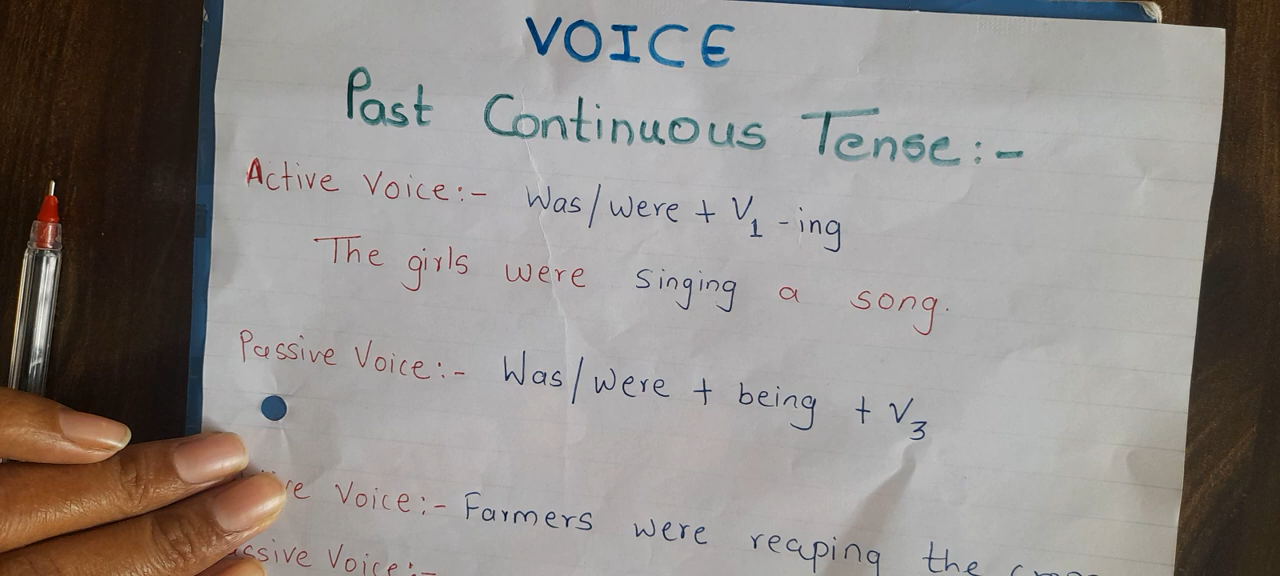 VOICE
Past Continuous Tense:-
Active Voice:- Was/were + V1 -ing
The girls were singing a song.
Passive Voice:- Was/were + being + V3
Voice:- Farmers were reaping the
Voice:-